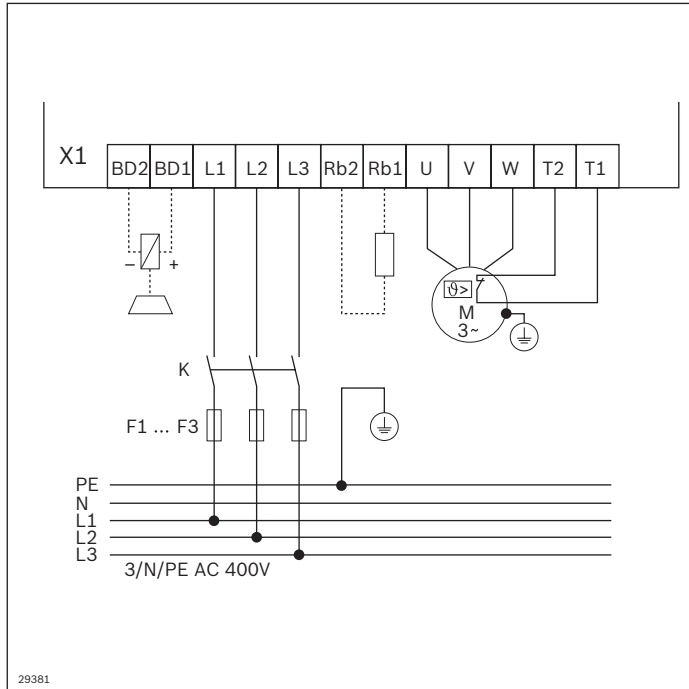 X1 BD2 BD1 L1 L2 L3 Rb2 Rb1 U V W T2 T1
− +
ϑ>
M
3~
K
F1 ... F3
PE
N
L1
L2
L3
3/N/PE AC 400V
29381